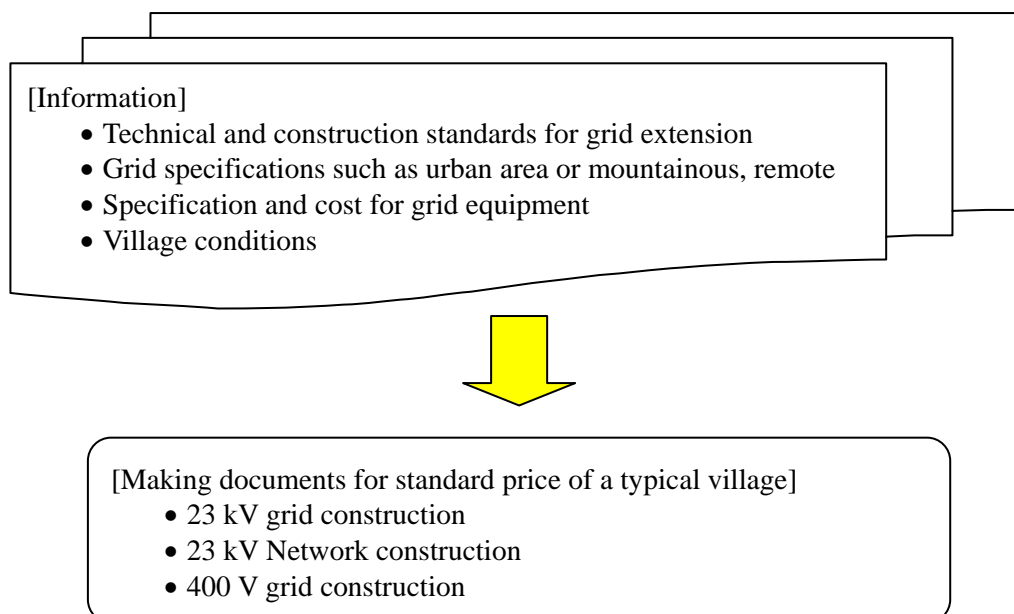 [Information]
• Technical and construction standards for grid extension
• Grid specifications such as urban area or mountainous, remote
• Specification and cost for grid equipment
• Village conditions
[Making documents for standard price of a typical village]
• 23 kV grid construction
• 23 kV Network construction
• 400 V grid construction